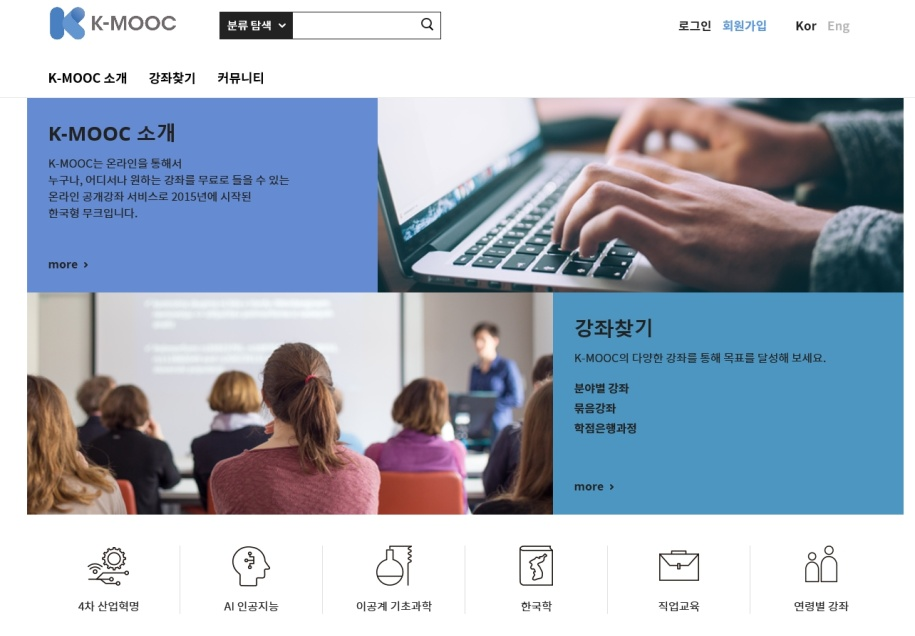 K-MOOC
분류 탐색
로그인 회원가입 Kor Eng
K-MOOC 소개 강좌찾기 커뮤니티
K-MOOC 소개
K-MOOC는 온라인을 통해서
누구나, 어디서나 원하는 강좌를 무료로 들을 수 있는
온라인 공개강좌 서비스로 2015년에 시작된
한국형 무크입니다.
more ›
강좌찾기
K-MOOC의 다양한 강좌를 통해 목표를 달성해 보세요.
분야별 강좌
묶음강좌
학점은행과정
more ›
4차 산업혁명
AI 인공지능
이공계 기초과학
한국학
직업교육
연령별 강좌